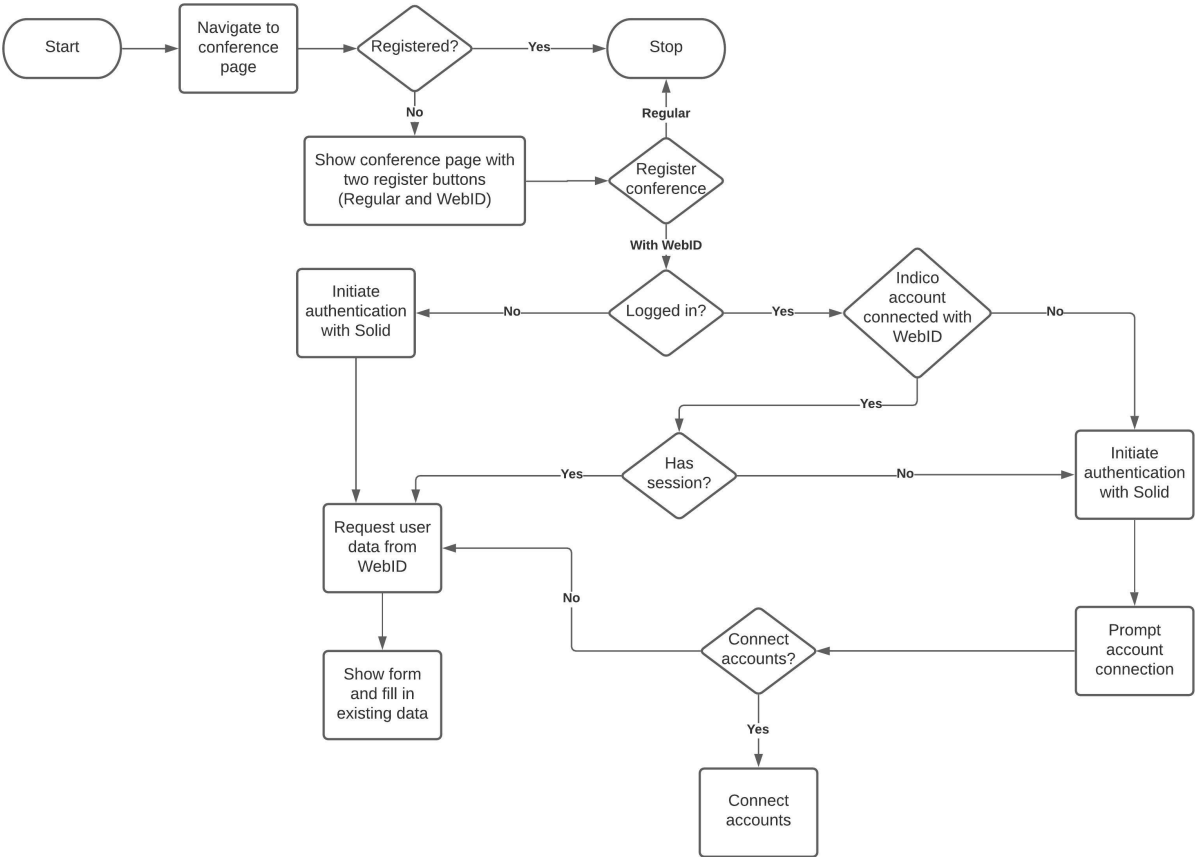 Start
Navigate to
conference
page
Registered?
Yes
Stop
No
Regular
Show conference page with
two register buttons
(Regular and WebID)
Register
conference
With WebID
Initiate
authentication
with Solid
No
Logged in?
Yes
Indico
account
connected with
WebID
No
Yes
Has
session?
Yes
No
Initiate
authentication
with Solid
Request user
data from
WebID
No
Connect
accounts?
Prompt
account
connection
Show form
and fill in
existing data
Yes
Connect
accounts